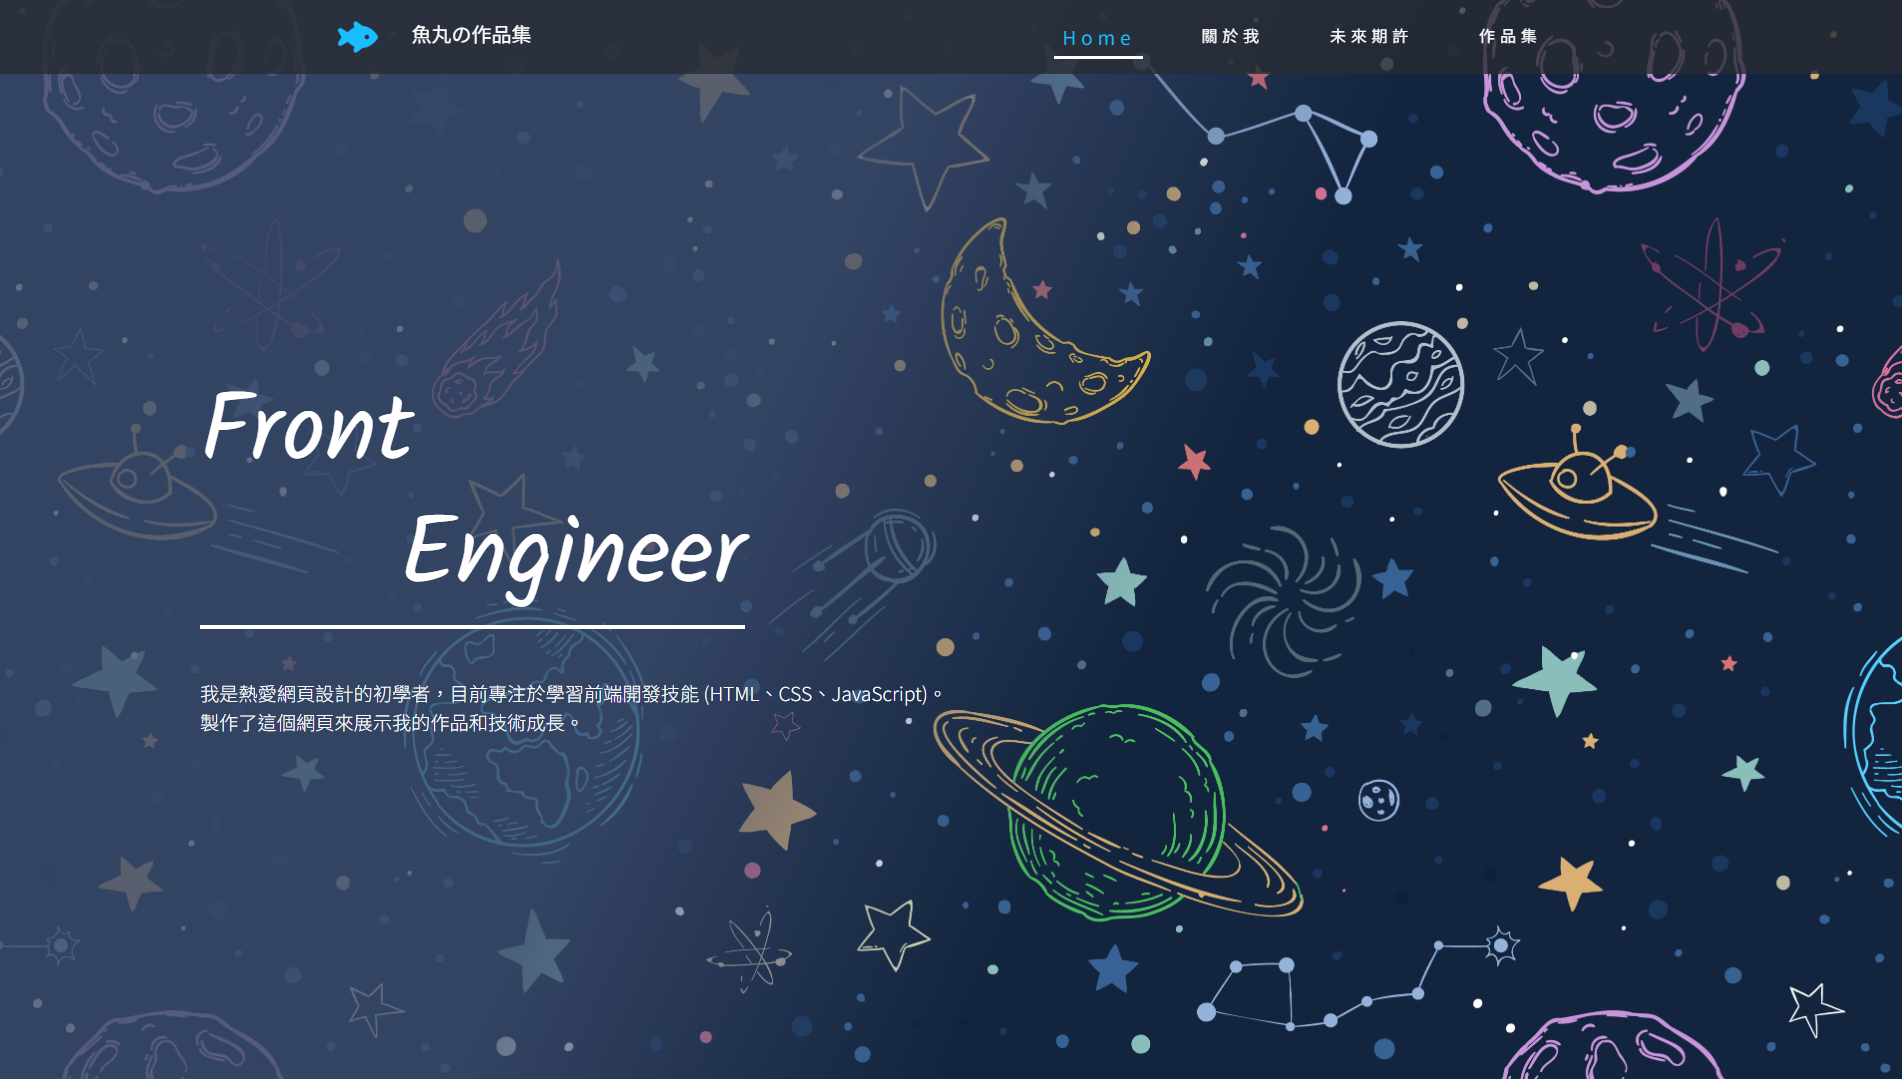 魚丸の作品集
Home
關於我
未來期許
作品集
Front
Engineer
我是熱愛網頁設計的初學者，目前專注於學習前端開發技能 (HTML、CSS、JavaScript)。
製作了這個網頁來展示我的作品和技術成長。